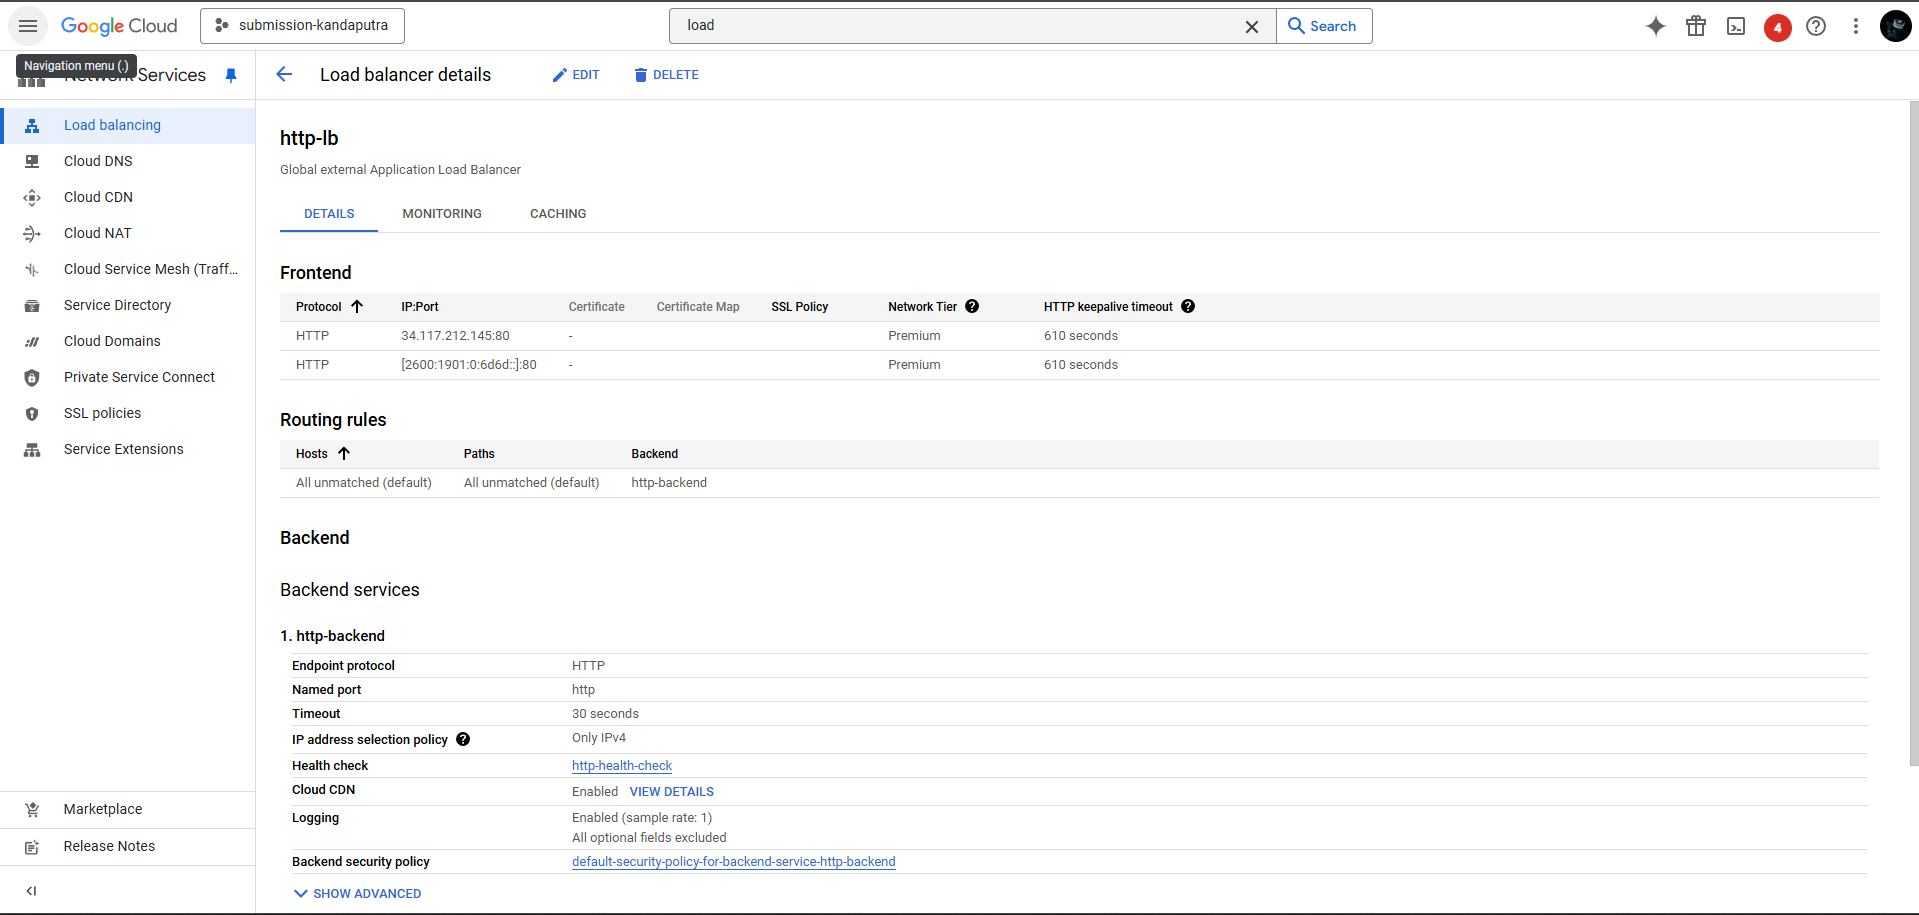 Google Cloud
submission-kandaputra
load
Search
4
Navigation menu (.)
Network Services
Load balancer details
EDIT
DELETE
Load balancing
Cloud DNS
Cloud CDN
Cloud NAT
Cloud Service Mesh (Traff...
Service Directory
Cloud Domains
Private Service Connect
SSL policies
Service Extensions
Marketplace
Release Notes
http-lb
Global external Application Load Balancer
DETAILS MONITORING CACHING
Frontend
Protocol IP:Port Certificate Certificate Map SSL Policy Network Tier ? HTTP keepalive timeout ?
HTTP 34.117.212.145:80 - Premium 610 seconds
HTTP [2600:1901:0:6d6d::]:80 - Premium 610 seconds
Routing rules
Hosts Paths Backend
All unmatched (default) All unmatched (default) http-backend
Backend
Backend services
1. http-backend
Endpoint protocol HTTP
Named port http
Timeout 30 seconds
IP address selection policy ? Only IPv4
Health check http-health-check
Cloud CDN Enabled VIEW DETAILS
Logging Enabled (sample rate: 1)
All optional fields excluded
Backend security policy default-security-policy-for-backend-service-http-backend
SHOW ADVANCED